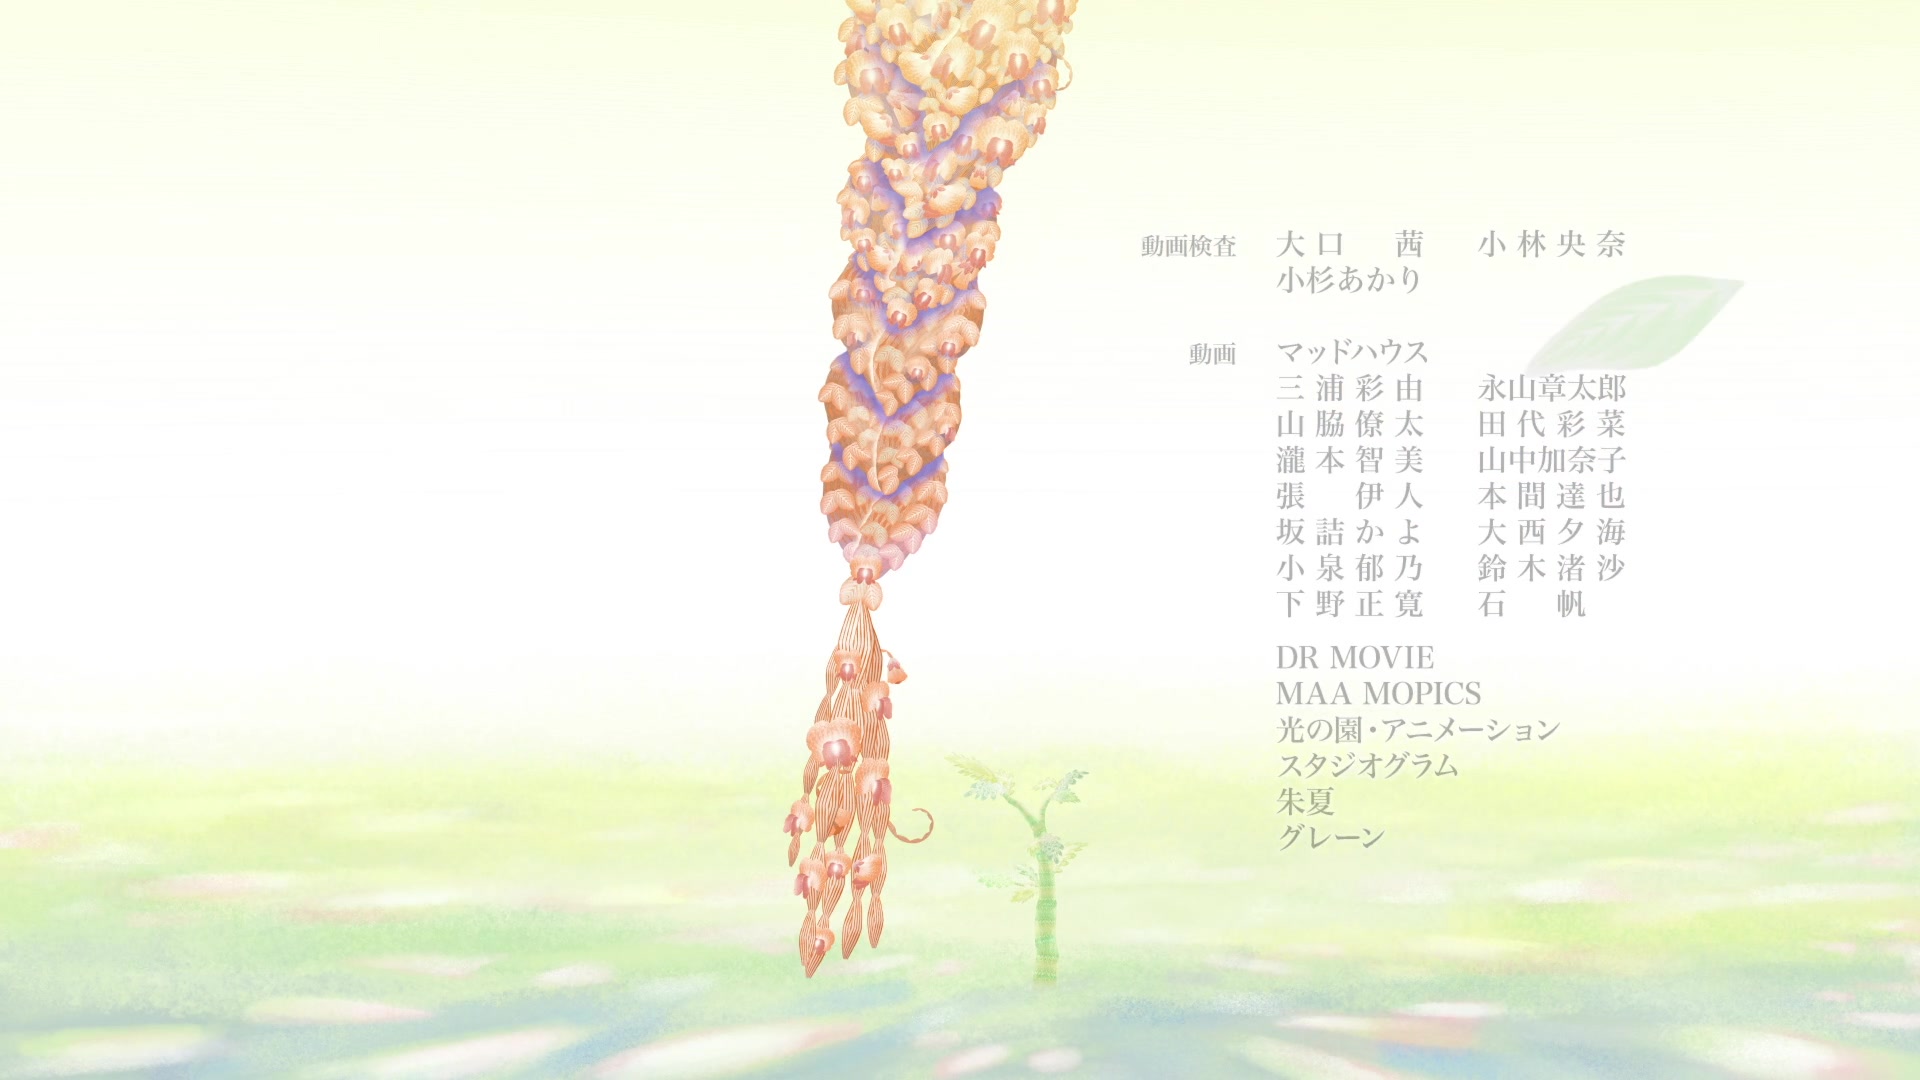 動画検査 大口 茜 小林央奈
小杉あかり
動画 マッドハウス
三浦彩由 永山章太郎
山脇僚太 田代彩菜
瀧本智美 山中加奈子
張 伊人 本間達也
坂詰かよ 大西夕海
小泉郁乃 鈴木渚沙
下野正寛 石 帆
DR MOVIE
MAA MOPICS
光の園・アニメーション
スタジオグラム
朱夏
グレーン